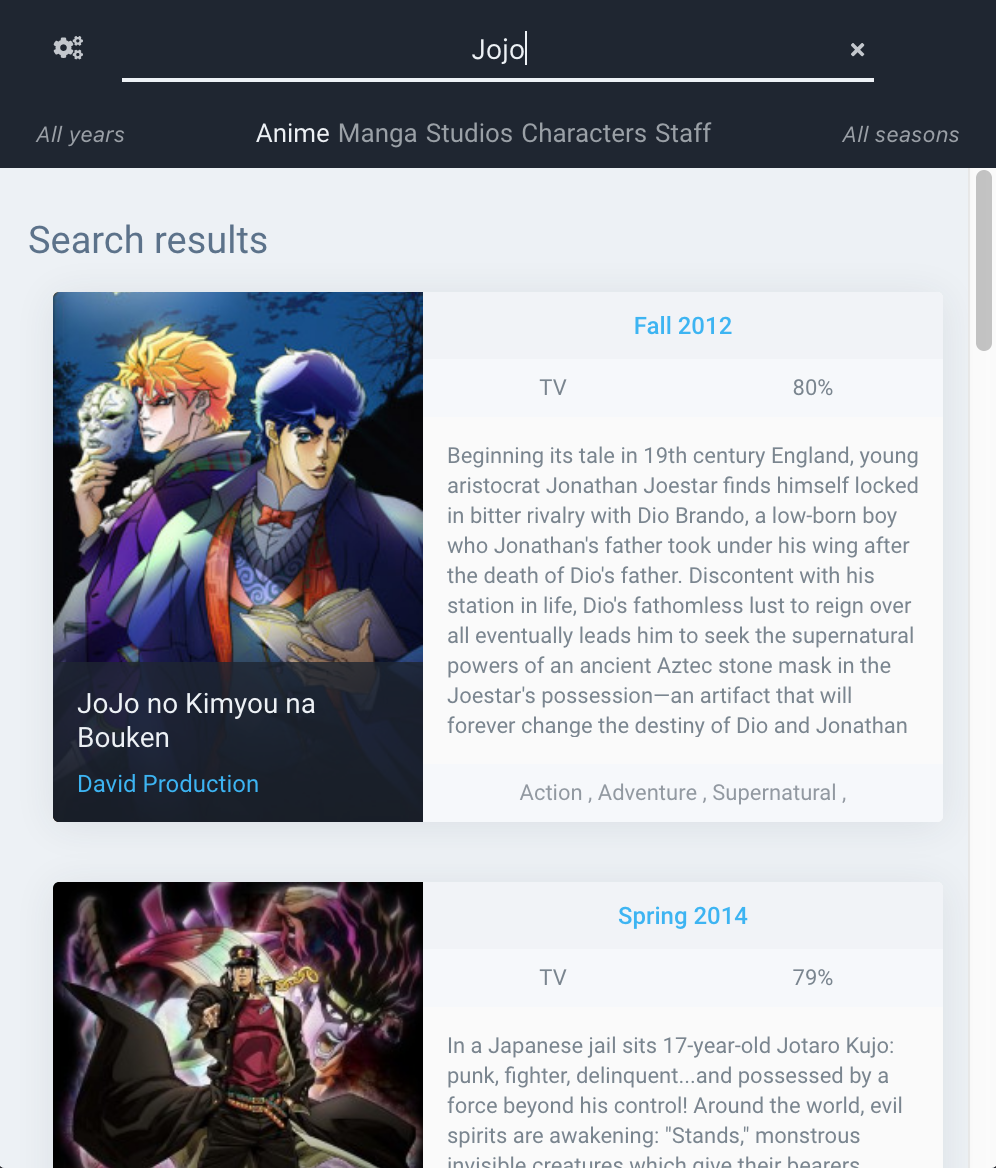 Jojo
All years
Anime Manga Studios Characters Staff
All seasons
Search results
Fall 2012
TV 80%
Beginning its tale in 19th century England, young
aristocrat Jonathan Joestar finds himself locked
in bitter rivalry with Dio Brando, a low-born boy
who Jonathan's father took under his wing after
the death of Dio's father. Discontent with his
station in life, Dio's fathomless lust to reign over
all eventually leads him to seek the supernatural
powers of an ancient Aztec stone mask in the
Joestar's possession—an artifact that will
forever change the destiny of Dio and Jonathan
JoJo no Kimyou na
Bouken
David Production
Action , Adventure , Supernatural ,
Spring 2014
TV 79%
In a Japanese jail sits 17-year-old Jotaro Kujo:
punk, fighter, delinquent...and possessed by a
force beyond his control! Around the world, evil
spirits are awakening: "Stands," monstrous
invisible creatures which give their bearers